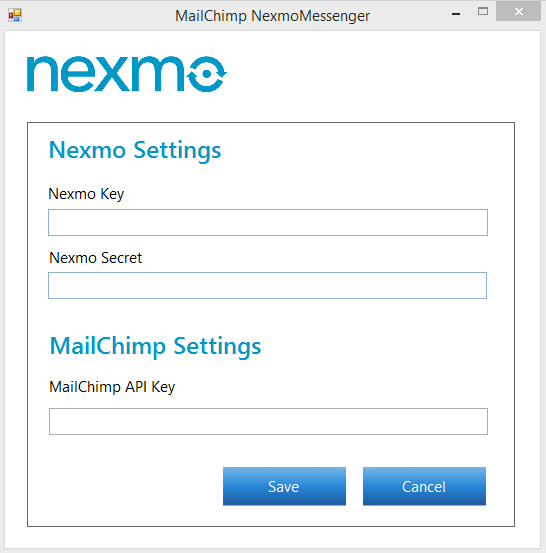 MailChimp NexmoMessenger
nexmo
Nexmo Settings
Nexmo Key
Nexmo Secret
MailChimp Settings
MailChimp API Key
Save Cancel